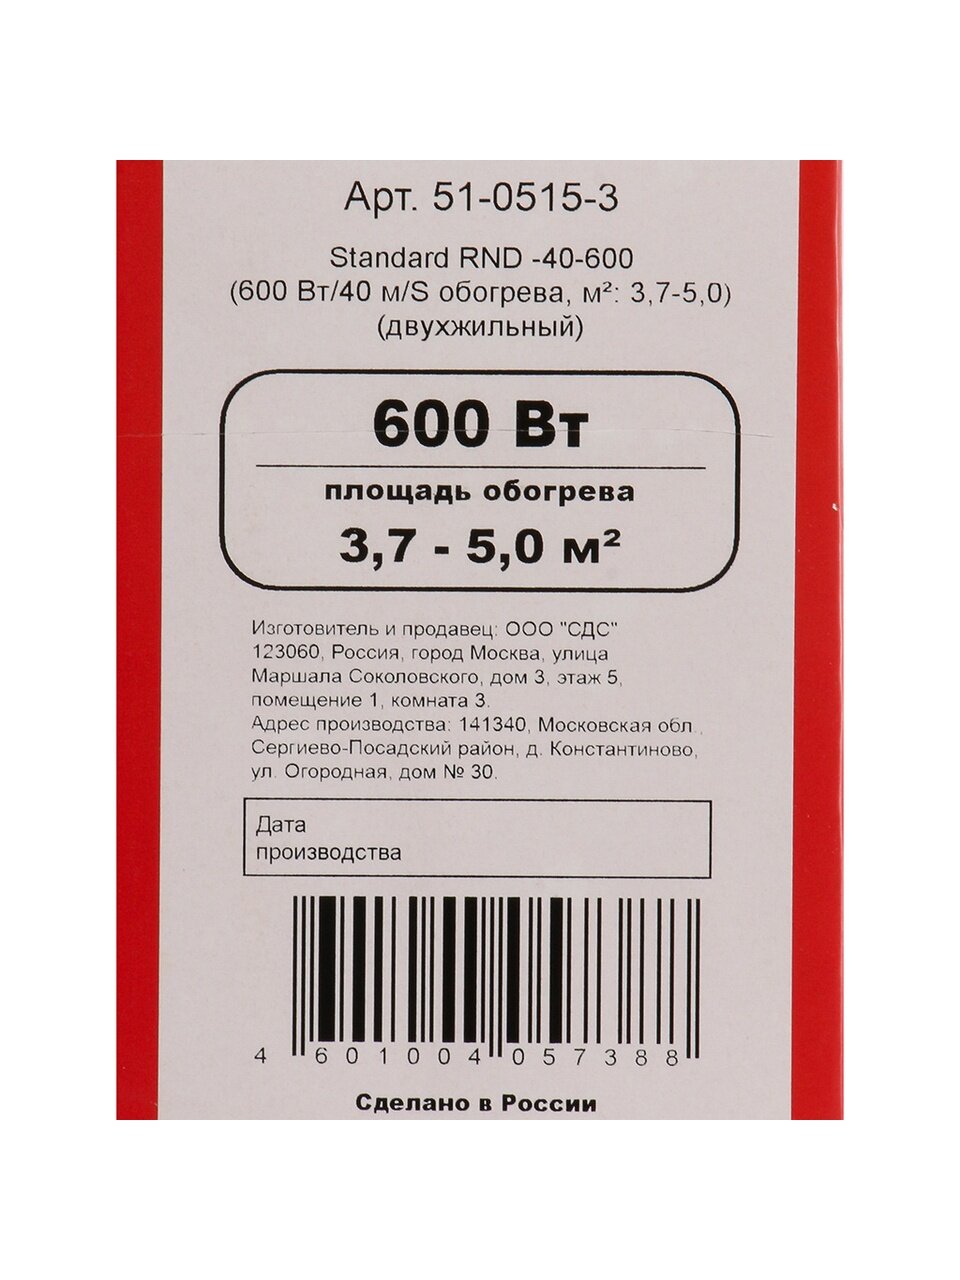 Арт. 51-0515-3
Standard RND -40-600
(600 Вт/40 м/S обогрева, м²: 3,7-5,0)
(двухжильный)
600 Вт
площадь обогрева
3,7 - 5,0 м²
Изготовитель и продавец: ООО "СДС"
123060, Россия, город Москва, улица
Маршала Соколовского, дом 3, этаж 5,
помещение 1, комната 3.
Адрес производства: 141340, Московская обл.,
Сергиево-Посадский район, д. Константиново,
ул. Огородная, дом № 30.
Дата
производства
4 601004 057388
Сделано в России